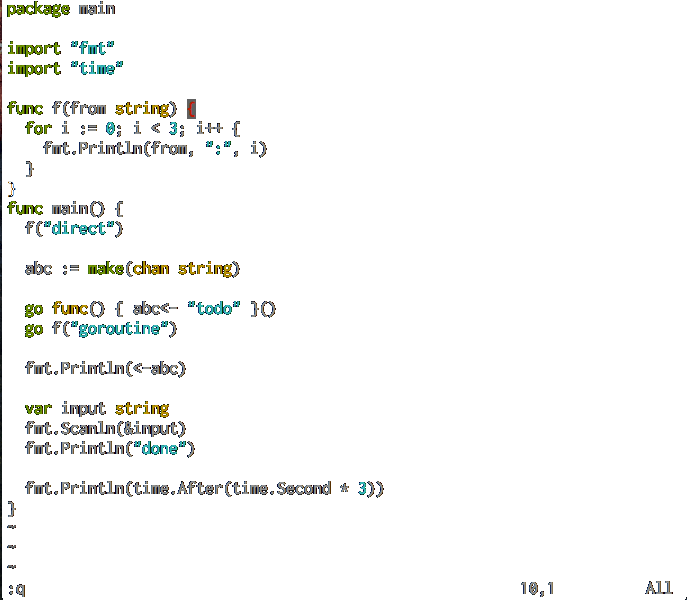 package main
import "fmt"
import "time"
func f(from string) {
for i := 0; i < 3; i++ {
fmt.Println(from, ":", i)
}
}
func main() {
f("direct")
abc := make(chan string)
go func() { abc<- "todo" }()
go f("goroutine")
fmt.Println(<-abc)
var input string
fmt.Scanln(&input)
fmt.Println("done")
fmt.Println(time.After(time.Second * 3))
}
~
~
~
:q 10,1 All